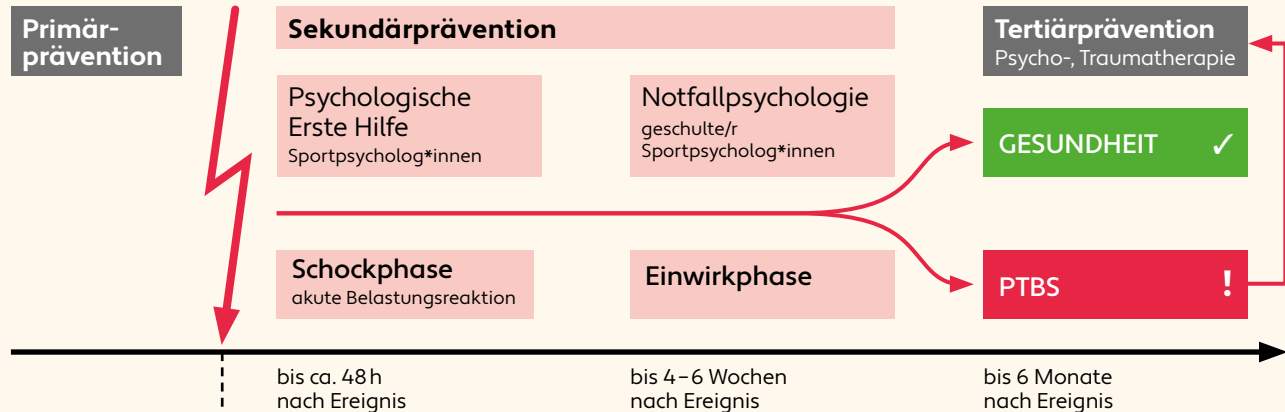 Primär-
prävention
Sekundärprävention
Tertiärprävention
Psycho-, Traumatherapie
Psychologische
Erste Hilfe
Sportpsycholog*innen
Notfallpsychologie
geschulte/r
Sportpsycholog*innen
GESUNDHEIT ✓
Schockphase
akute Belastungsreaktion
Einwirkphase
PTBS !
bis ca. 48 h
nach Ereignis
bis 4–6 Wochen
nach Ereignis
bis 6 Monate
nach Ereignis